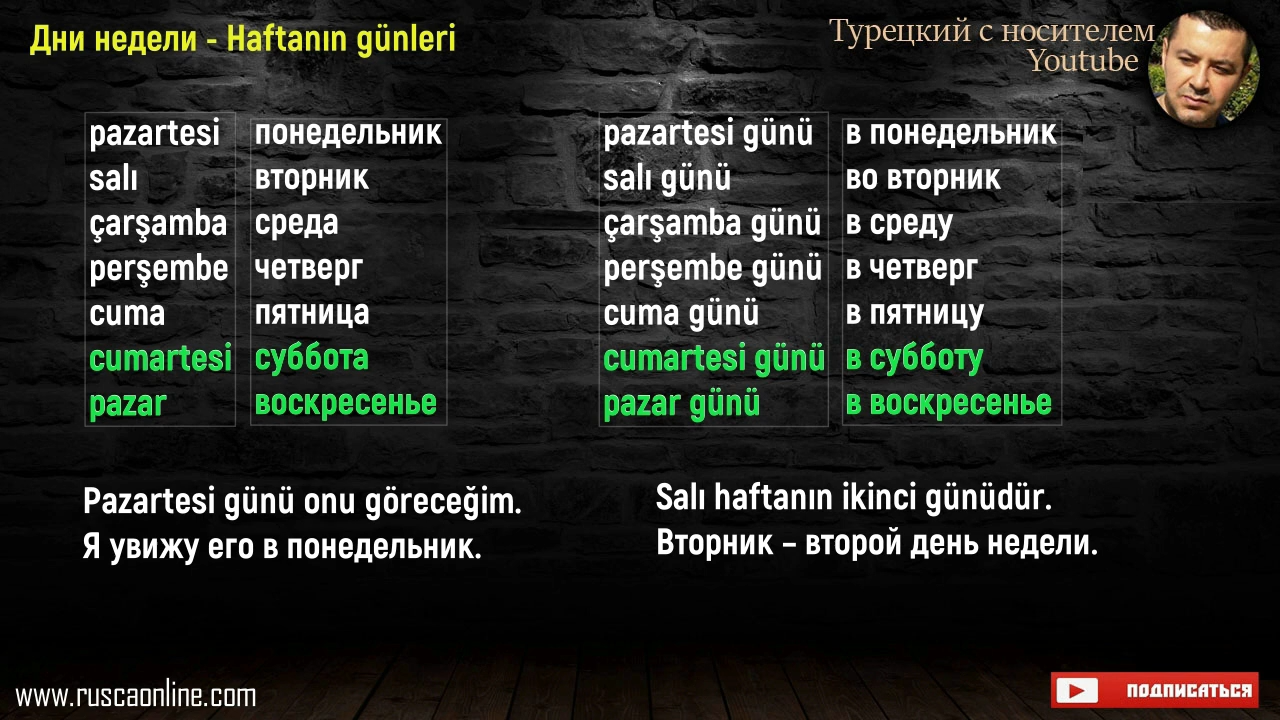 Дни недели - Haftanın günleri
Турецкий с носителем
Youtube
pazartesi
salı
çarşamba
perşembe
cuma
cumartesi
pazar
понедельник
вторник
среда
четверг
пятница
суббота
воскресенье
pazartesi günü
salı günü
çarşamba günü
perşembe günü
cuma günü
cumartesi günü
pazar günü
в понедельник
во вторник
в среду
в четверг
в пятницу
в субботу
в воскресенье
Pazartesi günü onu göreceğim.
Я увижу его в понедельник.
Salı haftanın ikinci günüdür.
Вторник – второй день недели.
www.ruscaonline.com
ПОДПИСАТЬСЯ